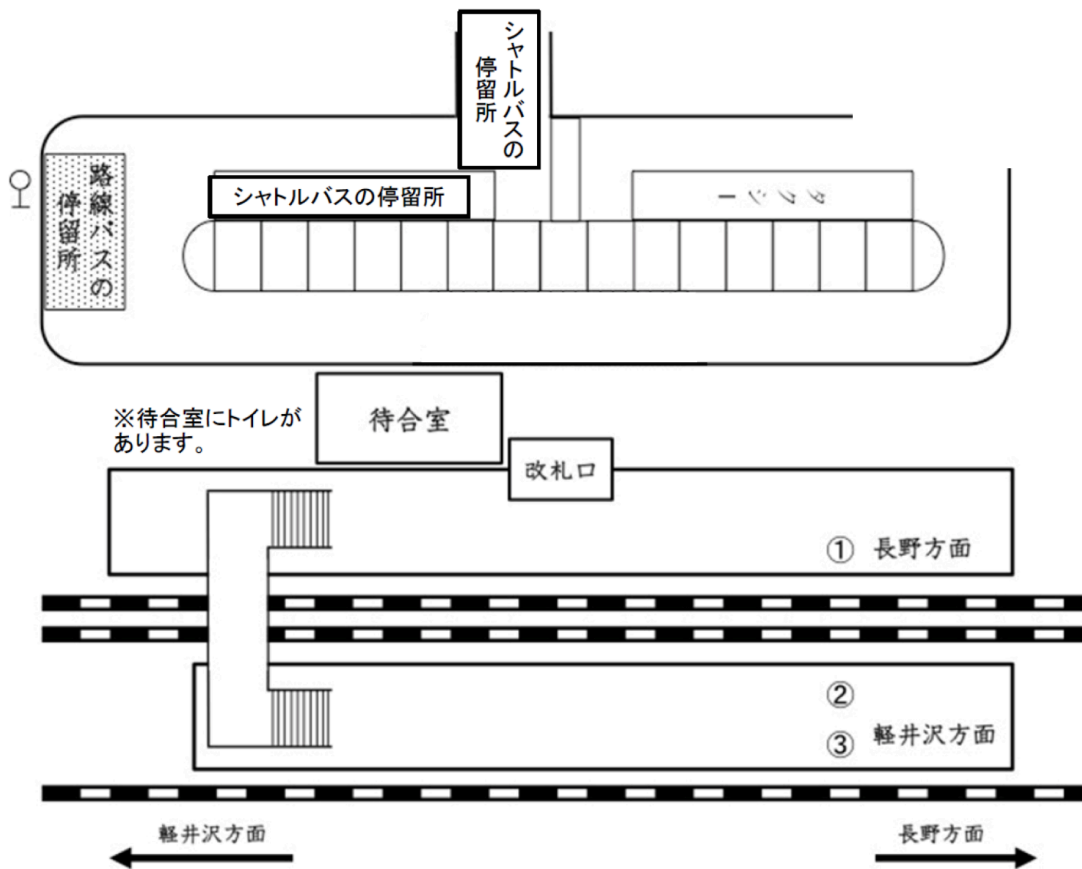 シャトルバスの
停留所
路線バスの
停留所
シャトルバスの停留所
タクシー
※待合室にトイレが
あります。
待合室
改札口
① 長野方面
②
③ 軽井沢方面
軽井沢方面
長野方面